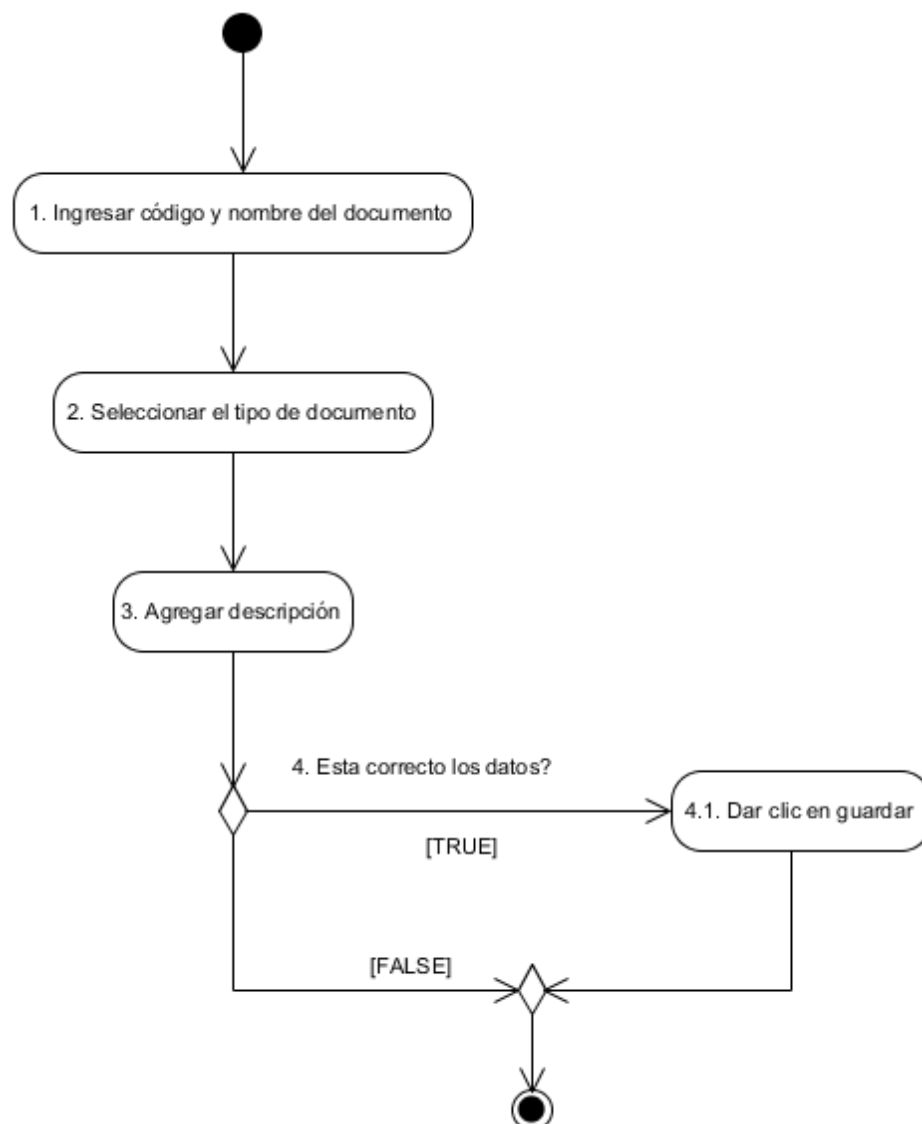 1. Ingresar código y nombre del documento
2. Seleccionar el tipo de documento
3. Agregar descripción
4. Esta correcto los datos?
4.1. Dar clic en guardar
[TRUE]
[FALSE]